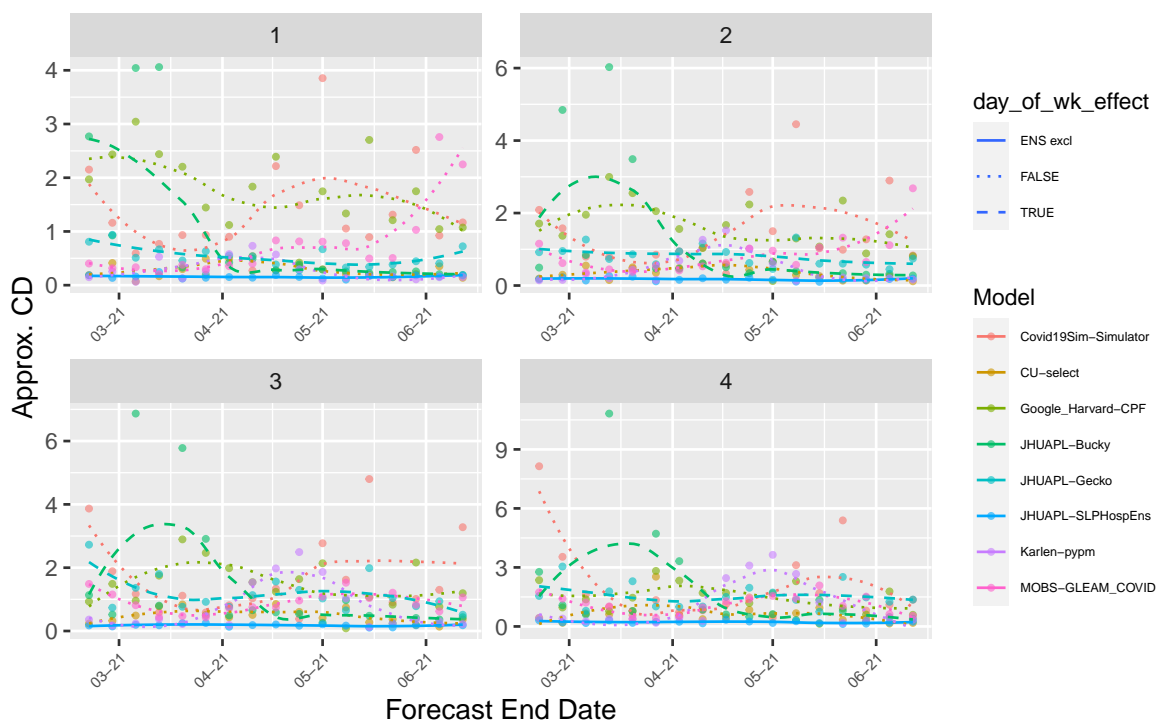 1
2
4
3
2
1
0
6
4
2
0
03−21
04−21
05−21
06−21
03−21
04−21
05−21
06−21
3
4
6
4
2
0
9
6
3
0
03−21
04−21
05−21
06−21
03−21
04−21
05−21
06−21
Approx. CD
Forecast End Date
day_of_wk_effect
ENS excl
FALSE
TRUE
Model
Covid19Sim−Simulator
CU−select
Google_Harvard−CPF
JHUAPL−Bucky
JHUAPL−Gecko
JHUAPL−SLPHospEns
Karlen−pypm
MOBS−GLEAM_COVID